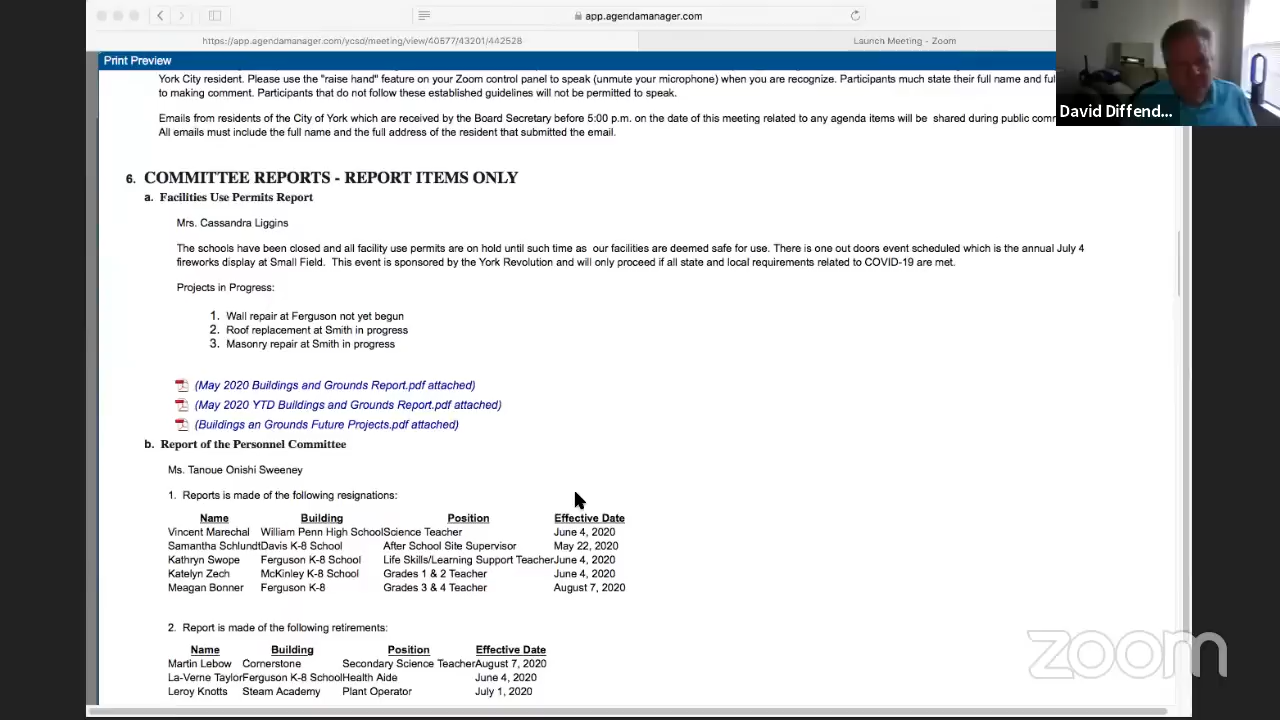 app.agendamanager.com
https://app.agendamanager.com/ycsd/meeting/view/40577/43201/442528
Launch Meeting - Zoom
Print Preview
York City resident. Please use the "raise hand" feature on your Zoom control panel to speak (unmute your microphone) when you are recognize. Participants much state their full name and ful
to making comment. Participants that do not follow these established guidelines will not be permitted to speak.
Emails from residents of the City of York which are received by the Board Secretary before 5:00 p.m. on the date of this meeting related to any agenda items will be shared during public com
All emails must include the full name and the full address of the resident that submitted the email.
David Diffend...
6. COMMITTEE REPORTS - REPORT ITEMS ONLY
a. Facilities Use Permits Report
Mrs. Cassandra Liggins
The schools have been closed and all facility use permits are on hold until such time as our facilities are deemed safe for use. There is one out doors event scheduled which is the annual July 4
fireworks display at Small Field. This event is sponsored by the York Revolution and will only proceed if all state and local requirements related to COVID-19 are met.
Projects in Progress:
1. Wall repair at Ferguson not yet begun
2. Roof replacement at Smith in progress
3. Masonry repair at Smith in progress
(May 2020 Buildings and Grounds Report.pdf attached)
(May 2020 YTD Buildings and Grounds Report.pdf attached)
(Buildings an Grounds Future Projects.pdf attached)
b. Report of the Personnel Committee
Ms. Tanoue Onishi Sweeney
1. Reports is made of the following resignations:
Name Building Position Effective Date
Vincent Marechal William Penn High School Science Teacher June 4, 2020
Samantha Schlundt Davis K-8 School After School Site Supervisor May 22, 2020
Kathryn Swope Ferguson K-8 School Life Skills/Learning Support Teacher June 4, 2020
Katelyn Zech McKinley K-8 School Grades 1 & 2 Teacher June 4, 2020
Meagan Bonner Ferguson K-8 Grades 3 & 4 Teacher August 7, 2020
2. Report is made of the following retirements:
Name Building Position Effective Date
Martin Lebow Cornerstone Secondary Science Teacher August 7, 2020
La-Verne Taylor Ferguson K-8 School Health Aide June 4, 2020
Leroy Knotts Steam Academy Plant Operator July 1, 2020
zoom